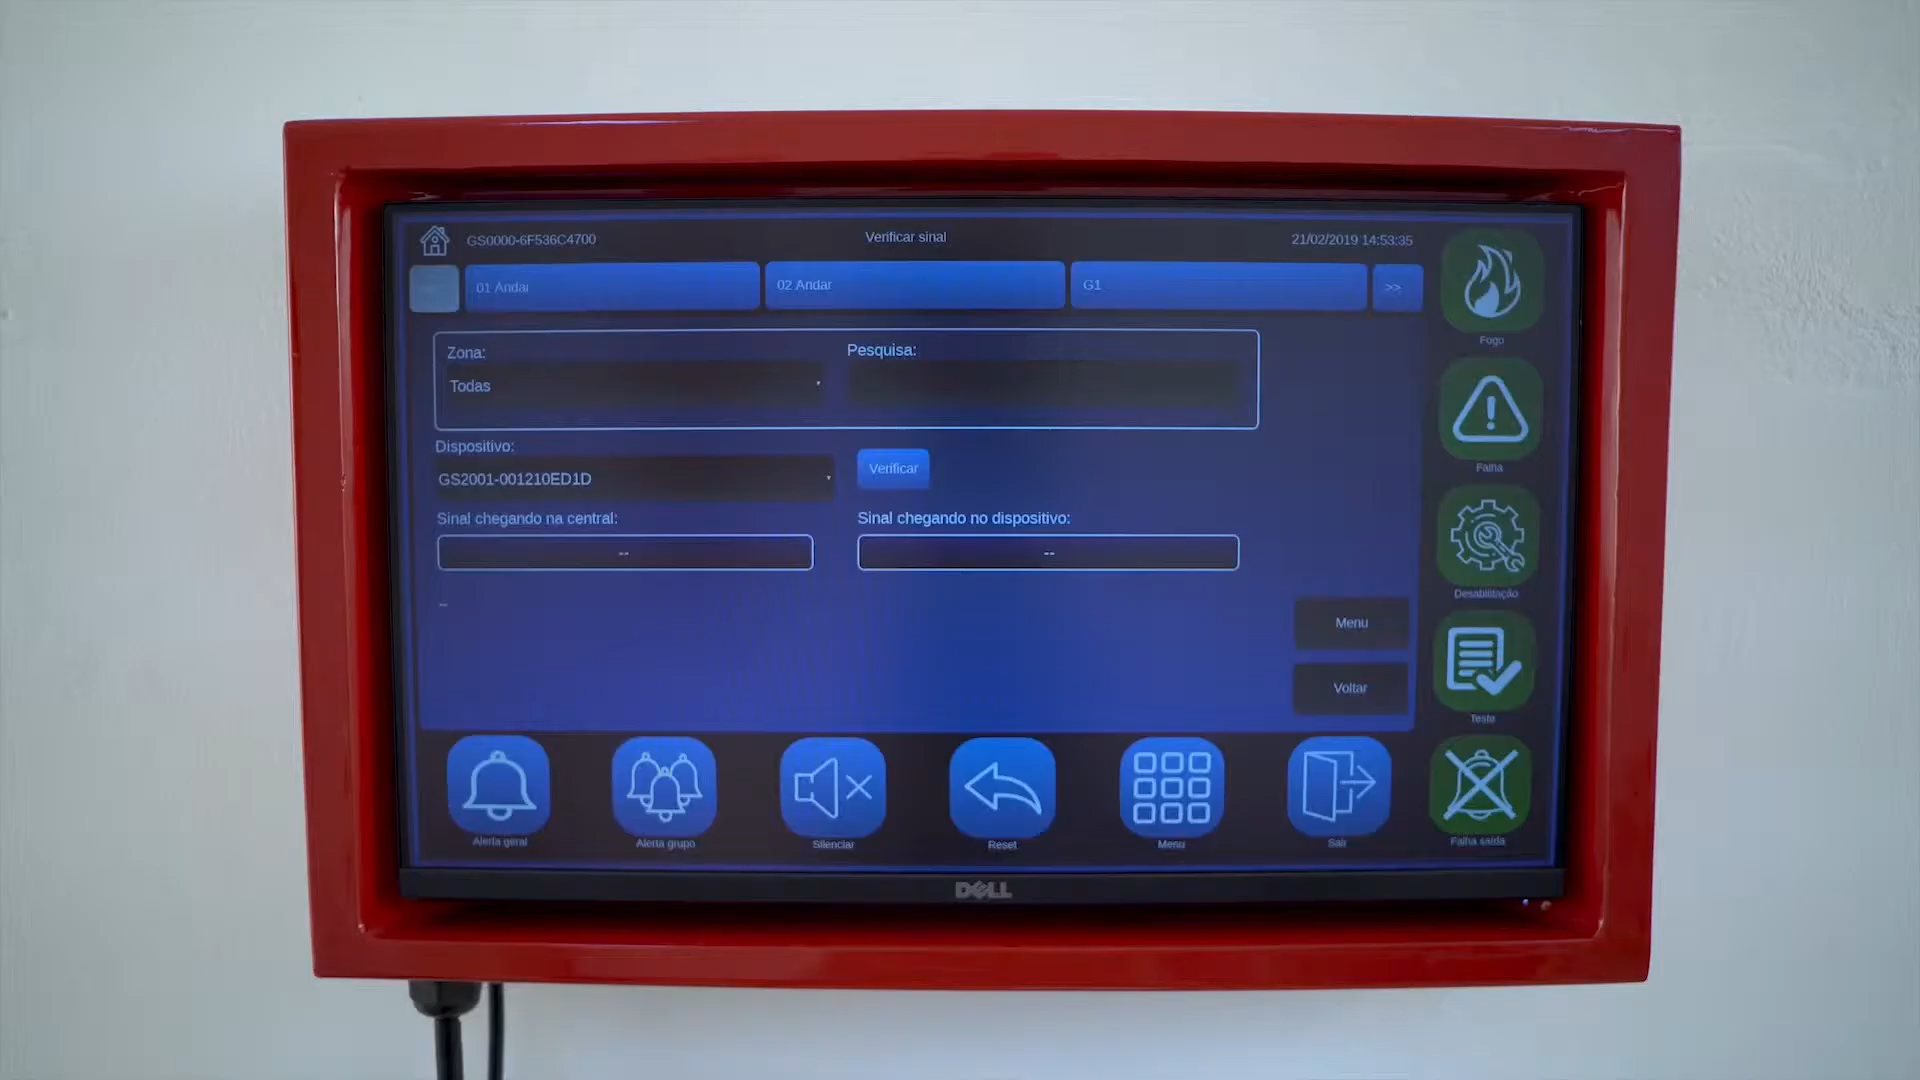 GS0000-6F536C4700
Verificar sinal
21/02/2019 14:53:35
01 Andar
02 Andar
G1
>>
Zona:
Pesquisa:
Todas
Dispositivo:
GS2001-001210ED1D
Verificar
Sinal chegando na central:
Sinal chegando no dispositivo:
--
--
--
Menu
Voltar
Fogo
Falha
Desabilitação
Teste
Falha saída
Alerta geral
Alerta grupo
Silenciar
Reset
Menu
Sair
DELL